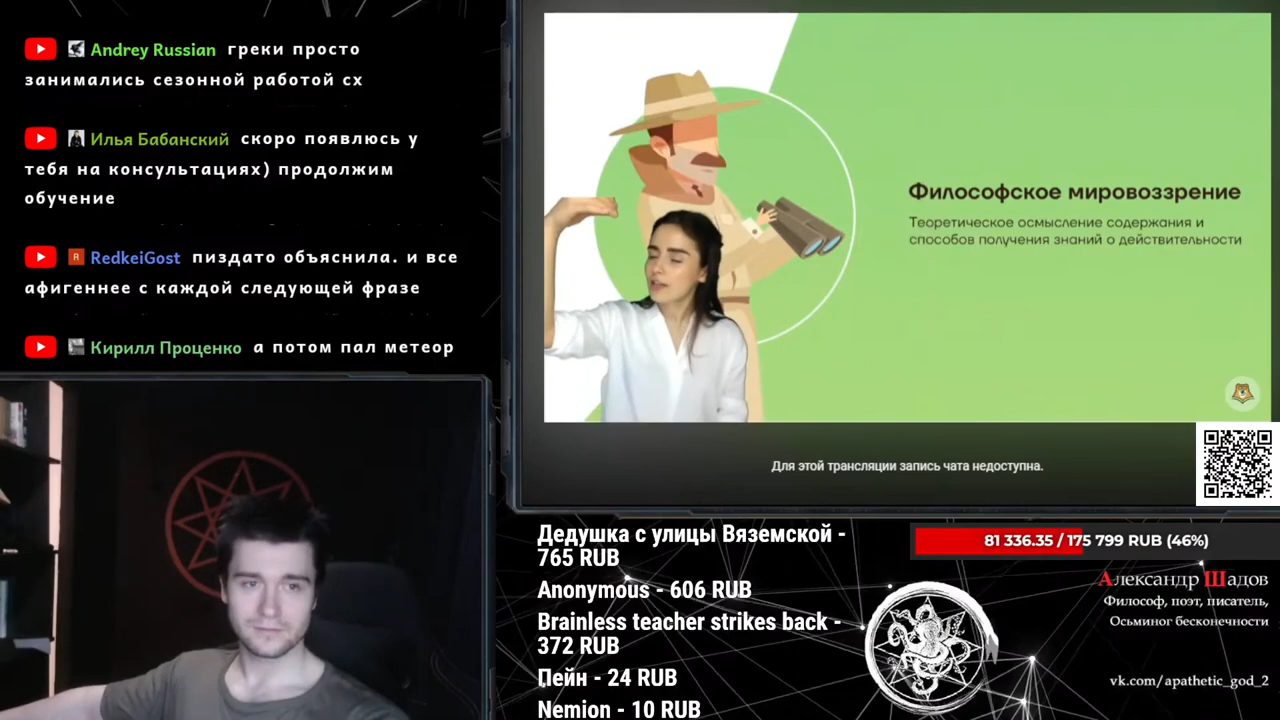 Andrey Russian греки просто
занимались сезонной работой сх
Илья Бабанский скоро появлюсь у
тебя на консультациях) продолжим
обучение
R RedkeiGost пиздато объяснила. и все
афигеннее с каждой следующей фразе
Кирилл Проценко а потом пал метеор
Философское мировоззрение
Теоретическое осмысление содержания и
способов получения знаний о действительности
Для этой трансляции запись чата недоступна.
Дедушка с улицы Вяземской -
765 RUB
Anonymous - 606 RUB
Brainless teacher strikes back -
372 RUB
Пейн - 24 RUB
Nemion - 10 RUB
81 336.35 / 175 799 RUB (46%)
Александр Шадов
Философ, поэт, писатель,
Осьминог бесконечности
vk.com/apathetic_god_2